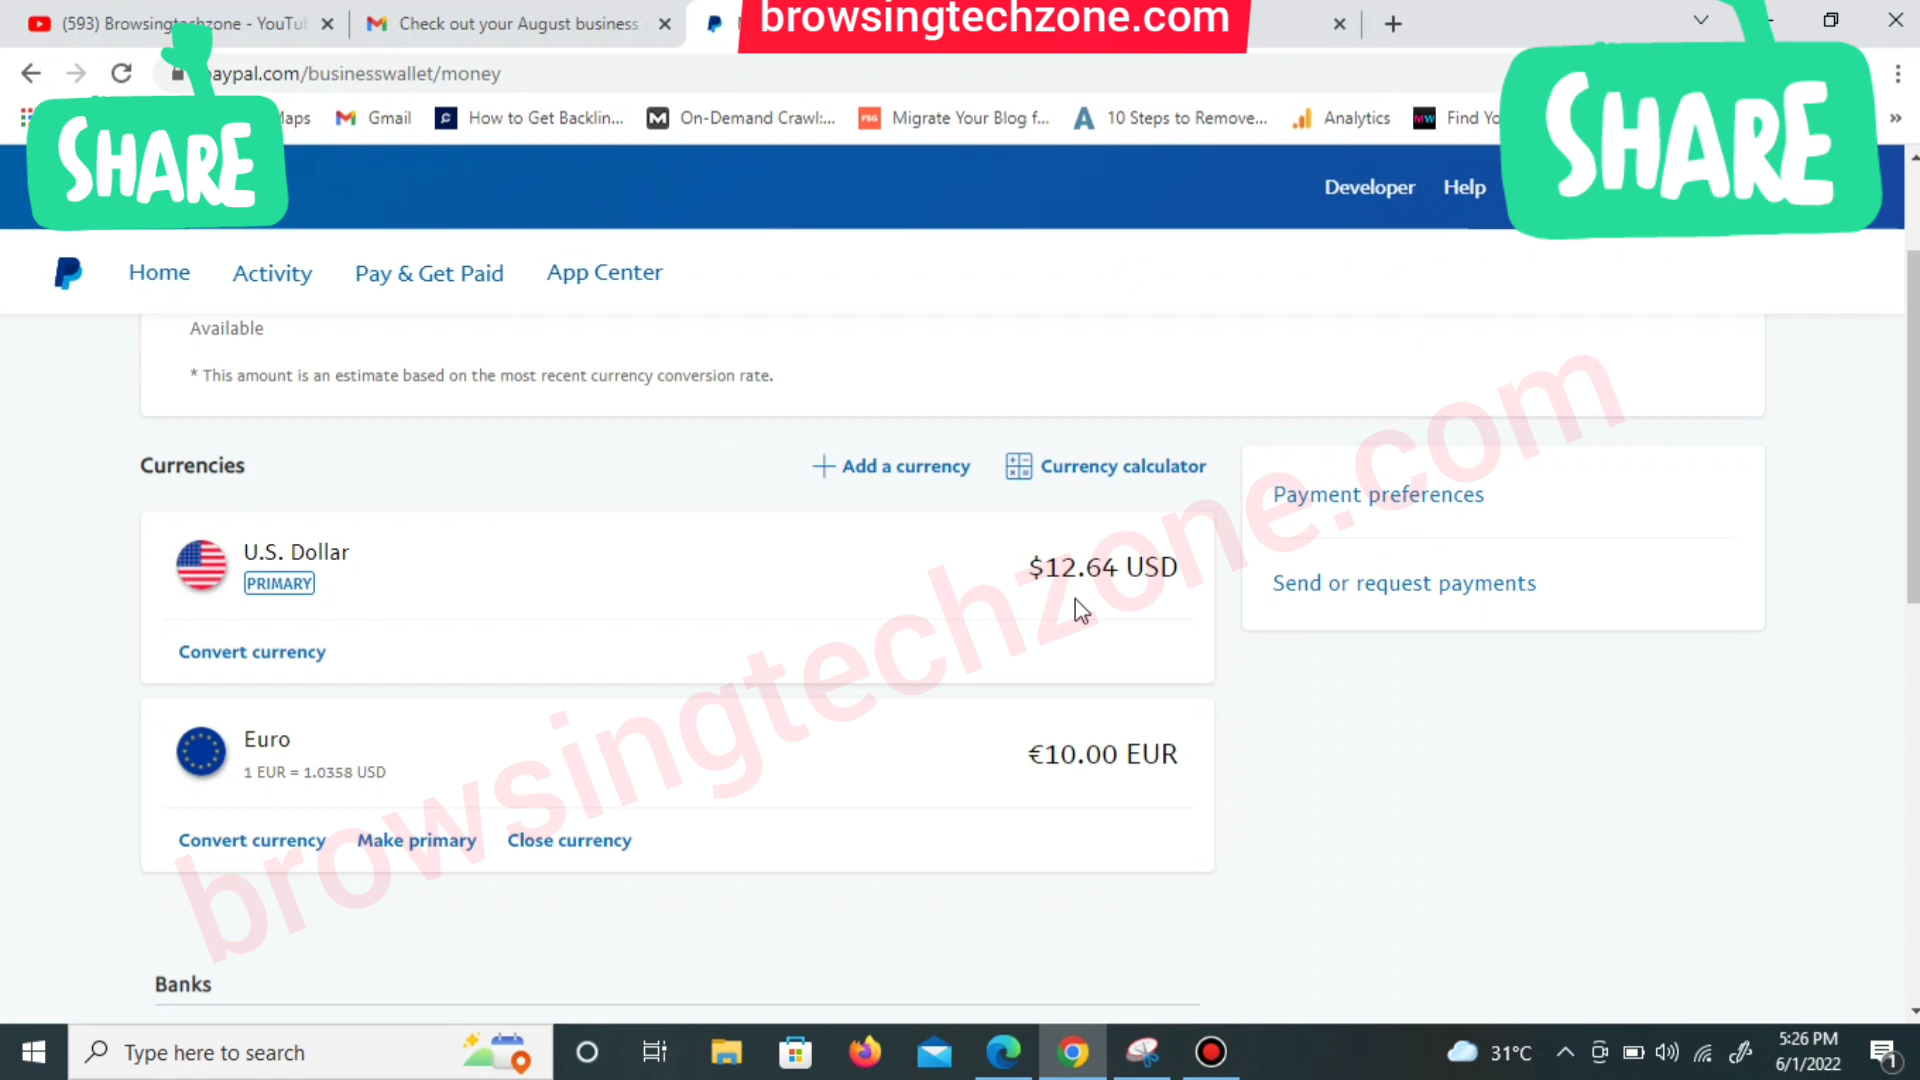 (593) Browsingtechzone - YouTu
Check out your August business
browsingtechzone.com
paypal.com/businesswallet/money
Maps
Gmail
How to Get Backlin...
On-Demand Crawl:...
FSG
Migrate Your Blog f...
10 Steps to Remove...
Analytics
MW
Find Yo
SHARE
SHARE
Developer
Help
Home
Activity
Pay & Get Paid
App Center
Available
* This amount is an estimate based on the most recent currency conversion rate.
Currencies
Add a currency
Currency calculator
Payment preferences
Send or request payments
U.S. Dollar
PRIMARY
$12.64 USD
Convert currency
Euro
1 EUR = 1.0358 USD
€10.00 EUR
Convert currency
Make primary
Close currency
browsingtechzone.com
Banks
Type here to search
31°C
5:26 PM
6/1/2022
1